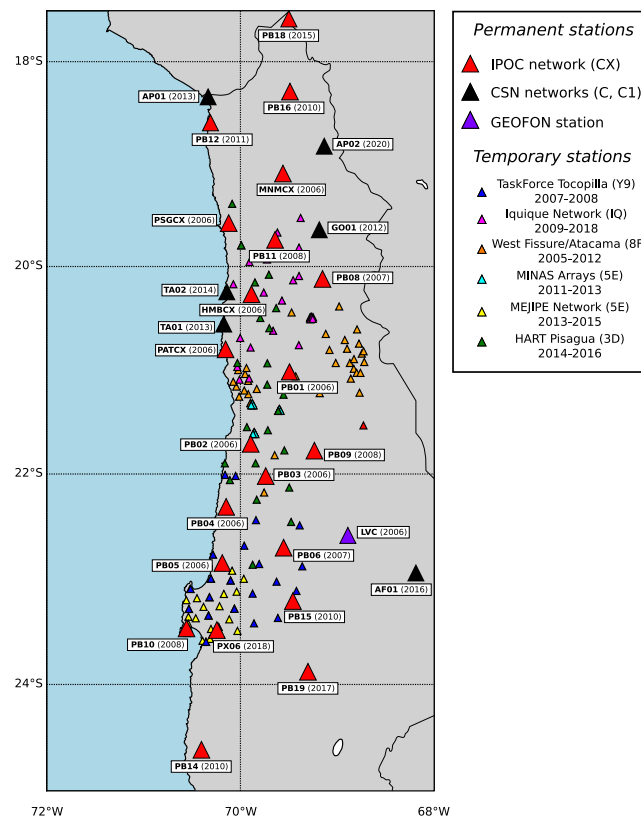 PB18 (2015)
18°S
AP01 (2013)
PB16 (2010)
PB12 (2011)
AP02 (2020)
MNMCX (2006)
PSGCX (2006)
GO01 (2012)
PB11 (2008)
20°S
PB08 (2007)
TA02 (2014)
HMBCX (2006)
TA01 (2013)
PATCX (2006)
PB01 (2006)
PB02 (2006)
PB09 (2008)
22°S
PB03 (2006)
PB04 (2006)
LVC (2006)
PB06 (2007)
PB05 (2006)
AF01 (2016)
PB15 (2010)
PB10 (2008)
PX06 (2018)
PB19 (2017)
24°S
PB14 (2010)
72°W
70°W
68°W
Permanent stations
IPOC network (CX)
CSN networks (C, C1)
GEOFON station
Temporary stations
TaskForce Tocopilla (Y9)
2007-2008
Iquique Network (IQ)
2009-2018
West Fissure/Atacama (8F
2005-2012
MINAS Arrays (5E)
2011-2013
MEJIPE Network (5E)
2013-2015
HART Pisagua (3D)
2014-2016